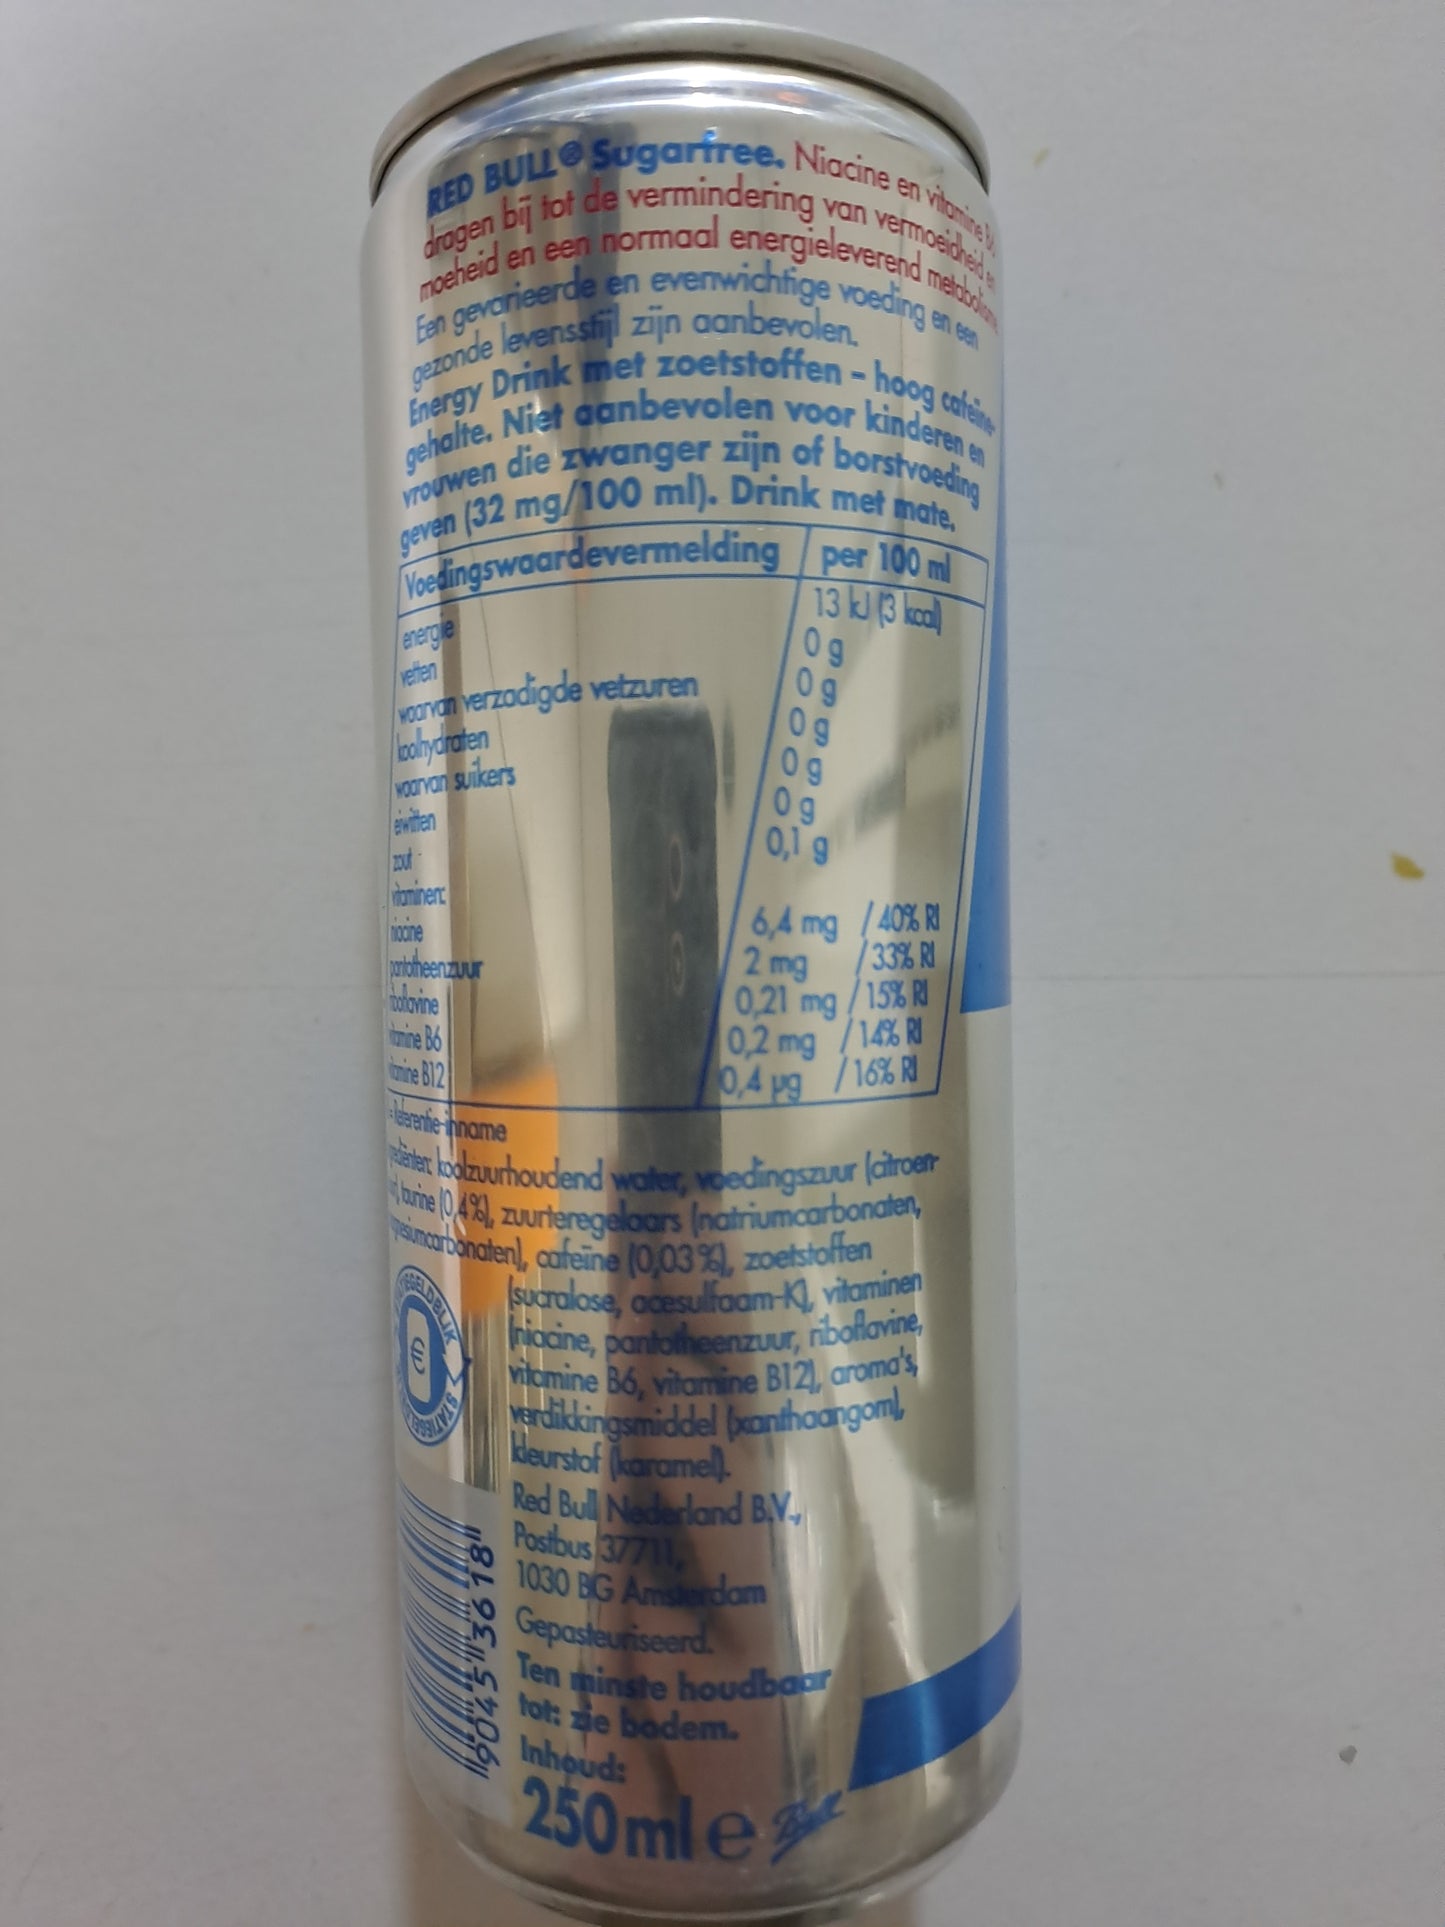 RED BULL® Sugarfree. Niacine en vitamine B6
dragen bij tot de vermindering van vermoeidheid en
moeheid en een normaal energieleverend metabolisme
Een gevarieerde en evenwichtige voeding en een
gezonde levensstijl zijn aanbevolen.
Energy Drink met zoetstoffen - hoog cafeïne-
gehalte. Niet aanbevolen voor kinderen en
vrouwen die zwanger zijn of borstvoeding
geven (32 mg/100 ml). Drink met mate.
Voedingswaardevermelding per 100 ml
energie 13 kJ (3 kcal)
vetten 0 g
waarvan verzadigde vetzuren 0 g
koolhydraten 0 g
waarvan suikers 0 g
eiwitten 0 g
zout 0,1 g
vitaminen:
niacine 6,4 mg / 40% RI
pantotheenzuur 2 mg / 33% RI
riboflavine 0,21 mg / 15% RI
vitamine B6 0,2 mg / 14% RI
vitamine B12 0,4 µg / 16% RI
= Referentie-inname
koolzuurhoudend water, voedingszuur (citroen-
taurine (0,4%), zuurteregelaars (natriumcarbonaten,
magnesiumcarbonaten), cafeïne (0,03%), zoetstoffen
(sucralose, acesulfaam-K), vitaminen
(niacine, pantotheenzuur, riboflavine,
vitamine B6, vitamine B12), aroma's,
verdikkingsmiddel (xanthaangom),
kleurstof (karamel).
STATIEGELDBLIK
€
Red Bull Nederland B.V.,
Postbus 37711,
1030 BG Amsterdam
Gepasteuriseerd.
Ten minste houdbaar
tot: zie bodem.
Inhoud:
250 ml e Bull
9045 3618